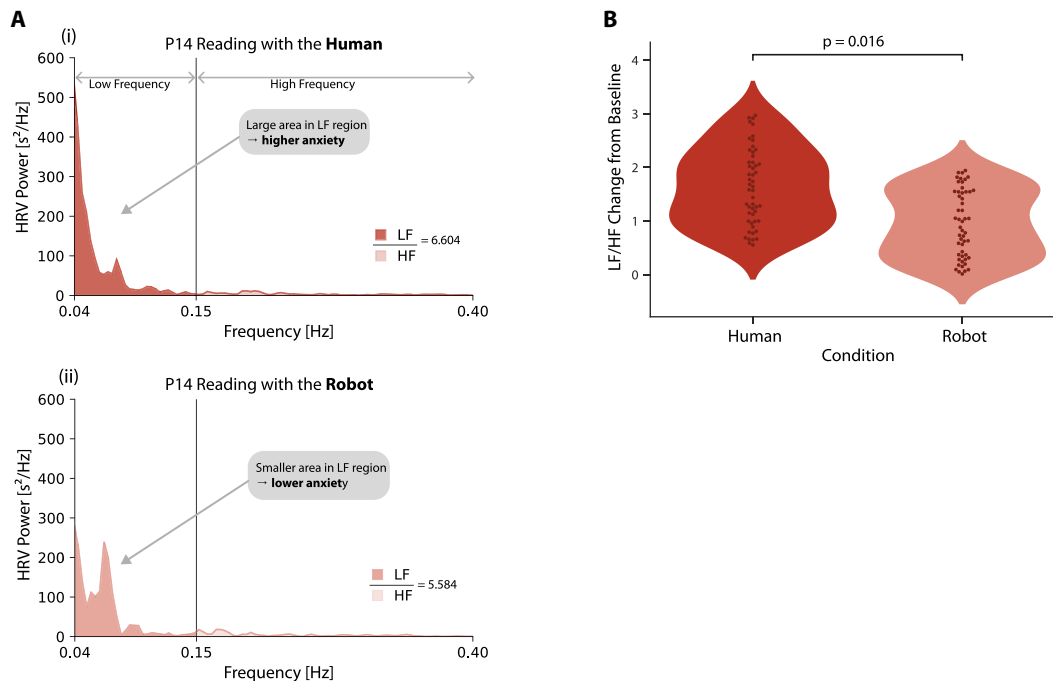 A
(i)
P14 Reading with the Human
600
500
400
300
200
100
0
HRV Power [s²/Hz]
Low Frequency
High Frequency
Large area in LF region
→ higher anxiety
LF
HF
= 6.604
0.04
0.15
0.40
Frequency [Hz]
(ii)
P14 Reading with the Robot
600
500
400
300
200
100
0
HRV Power [s²/Hz]
Smaller area in LF region
→ lower anxiety
LF
HF
= 5.584
0.04
0.15
0.40
Frequency [Hz]
B
p = 0.016
4
3
2
1
0
LF/HF Change from Baseline
Human
Robot
Condition